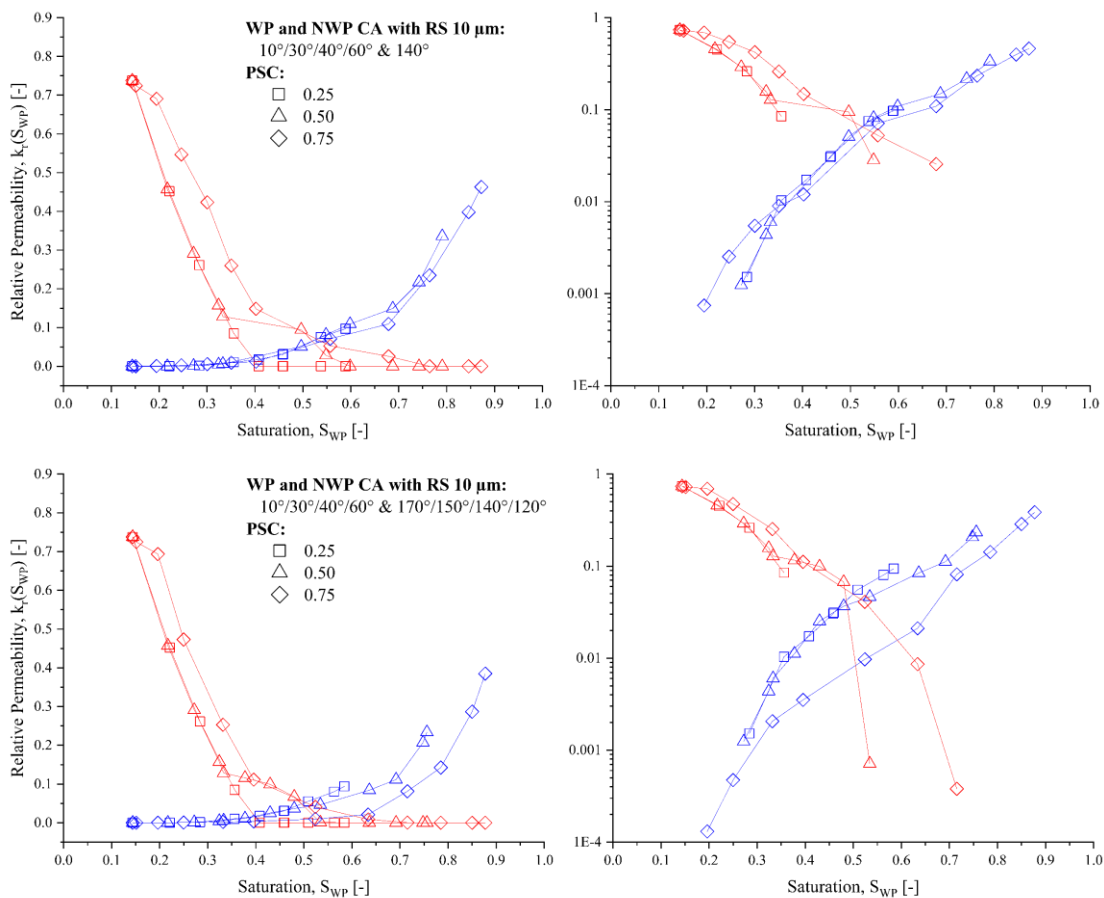 0.9
0.8
0.7
0.6
0.5
0.4
0.3
0.2
0.1
0.0
Relative Permeability, kᵣ(S_WP) [-]
WP and NWP CA with RS 10 µm:
10°/30°/40°/60° & 140°
PSC:
0.25
0.50
0.75
0.0 0.1 0.2 0.3 0.4 0.5 0.6 0.7 0.8 0.9 1.0
Saturation, S_WP [-]
1
0.1
0.01
0.001
1E-4
0.1 0.2 0.3 0.4 0.5 0.6 0.7 0.8 0.9 1.0
Saturation, S_WP [-]
0.9
0.8
0.7
0.6
0.5
0.4
0.3
0.2
0.1
0.0
Relative Permeability, kᵣ(S_WP) [-]
WP and NWP CA with RS 10 µm:
10°/30°/40°/60° & 170°/150°/140°/120°
PSC:
0.25
0.50
0.75
0.0 0.1 0.2 0.3 0.4 0.5 0.6 0.7 0.8 0.9 1.0
Saturation, S_WP [-]
1
0.1
0.01
0.001
1E-4
0.1 0.2 0.3 0.4 0.5 0.6 0.7 0.8 0.9 1.0
Saturation, S_WP [-]